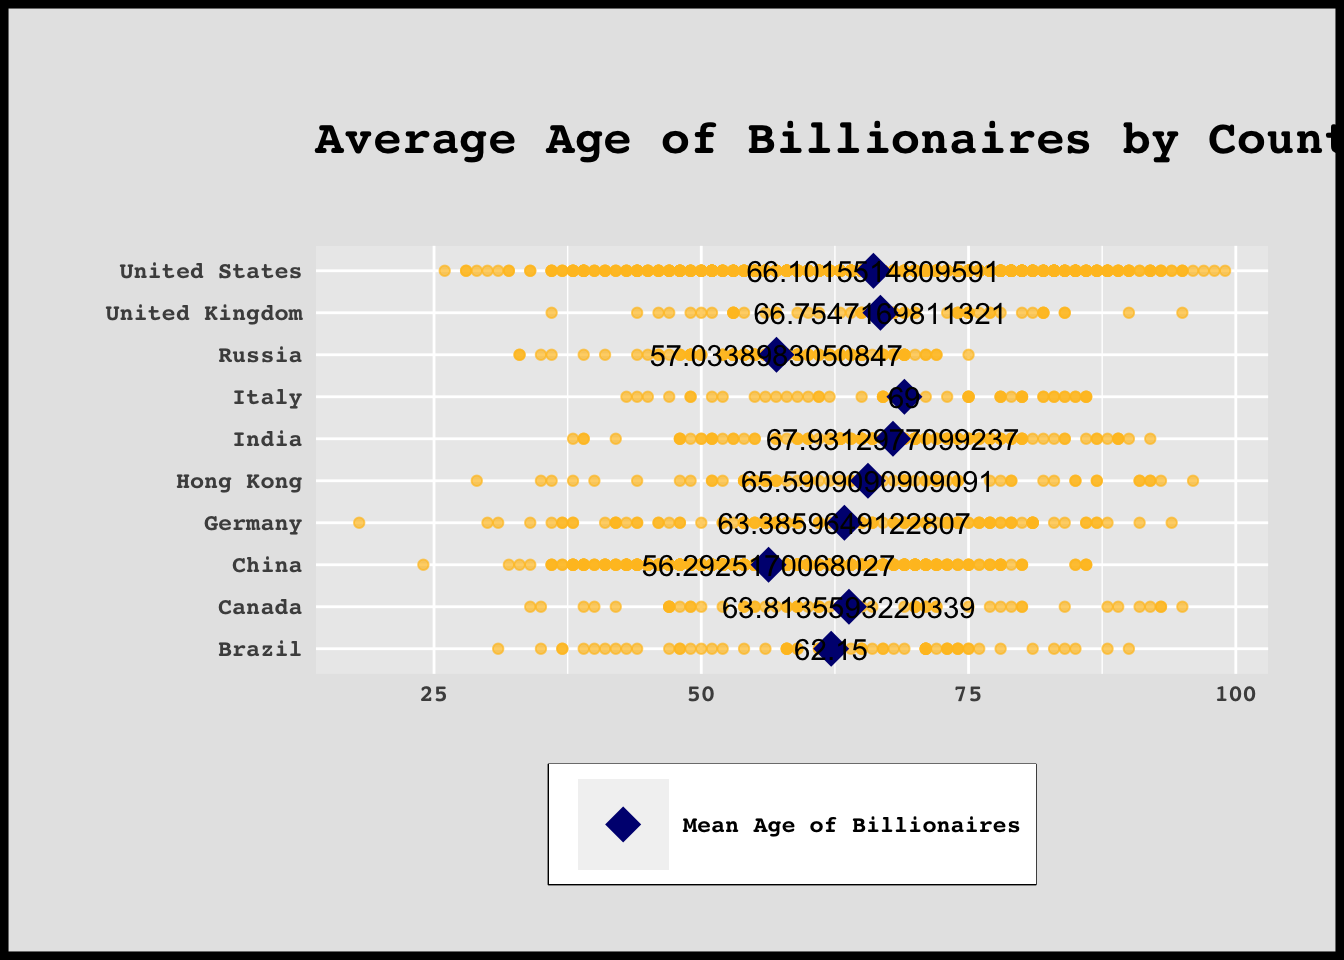 Average Age of Billionaires by Count
United States
66.1015514809591
United Kingdom
66.7547169811321
Russia
57.0338983050847
Italy
69
India
67.9312977099237
Hong Kong
65.5909090909091
Germany
63.3859649122807
China
56.2925170068027
Canada
63.8135593220339
Brazil
62.15
25 50 75 100
Mean Age of Billionaires